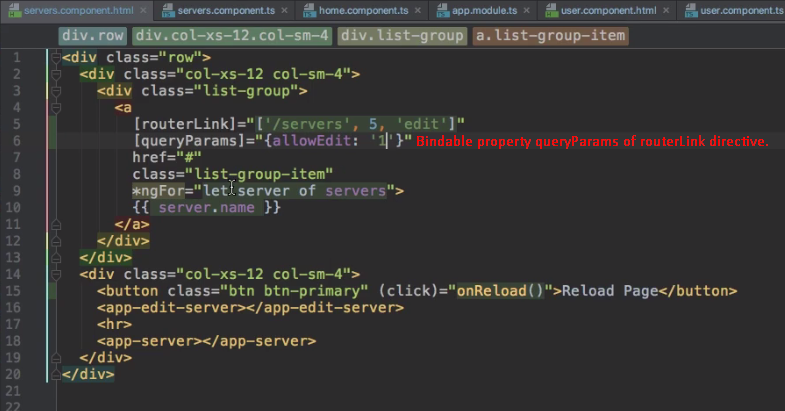 servers.component.html × servers.component.ts × home.component.ts × app.module.ts × user.component.html × user.component.ts
div.row div.col-xs-12.col-sm-4 div.list-group a.list-group-item
1 <div class="row">
2 <div class="col-xs-12 col-sm-4">
3 <div class="list-group">
4 <a
5 [routerLink]="['/servers', 5, 'edit']"
6 [queryParams]="{allowEdit: '1'}" Bindable property queryParams of routerLink directive.
7 href="#"
8 class="list-group-item"
9 *ngFor="let server of servers">
10 {{ server.name }}
11 </a>
12 </div>
13 </div>
14 <div class="col-xs-12 col-sm-4">
15 <button class="btn btn-primary" (click)="onReload()">Reload Page</button>
16 <app-edit-server></app-edit-server>
17 <hr>
18 <app-server></app-server>
19 </div>
20 </div>
21
22